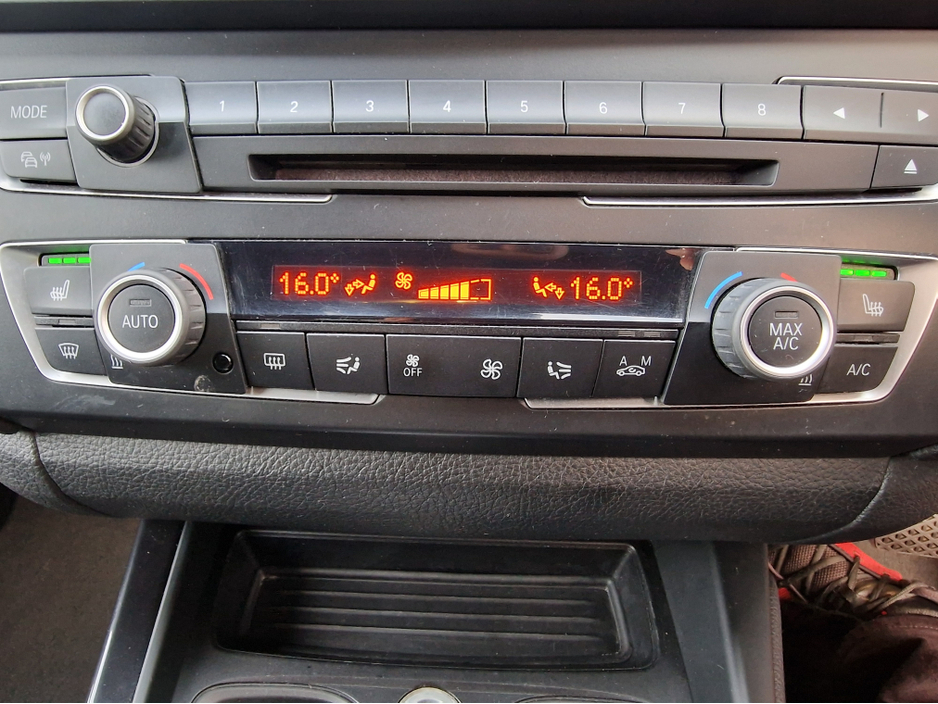 MODE 1 2 3 4 5 6 7 8
16.0° 16.0°
AUTO
MAX
A/C
OFF
A M
A/C